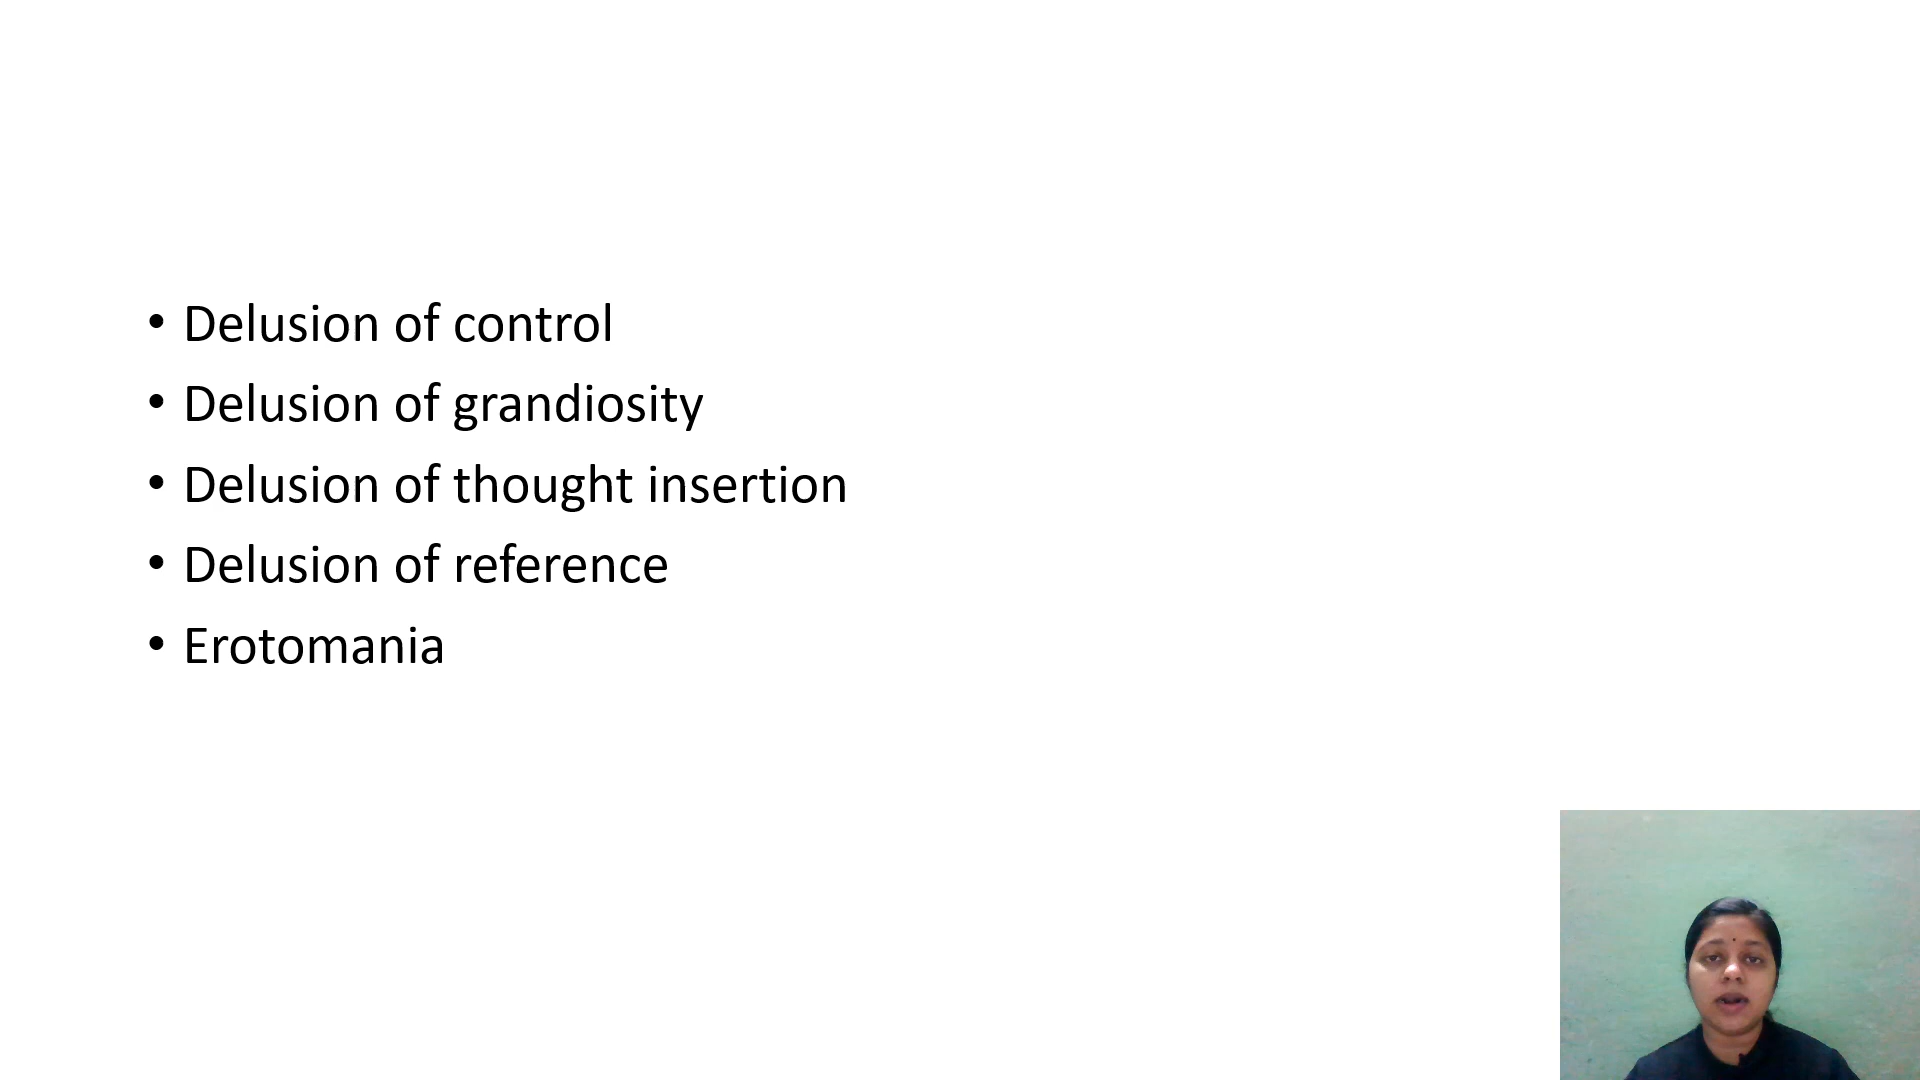 • Delusion of control
• Delusion of grandiosity
• Delusion of thought insertion
• Delusion of reference
• Erotomania